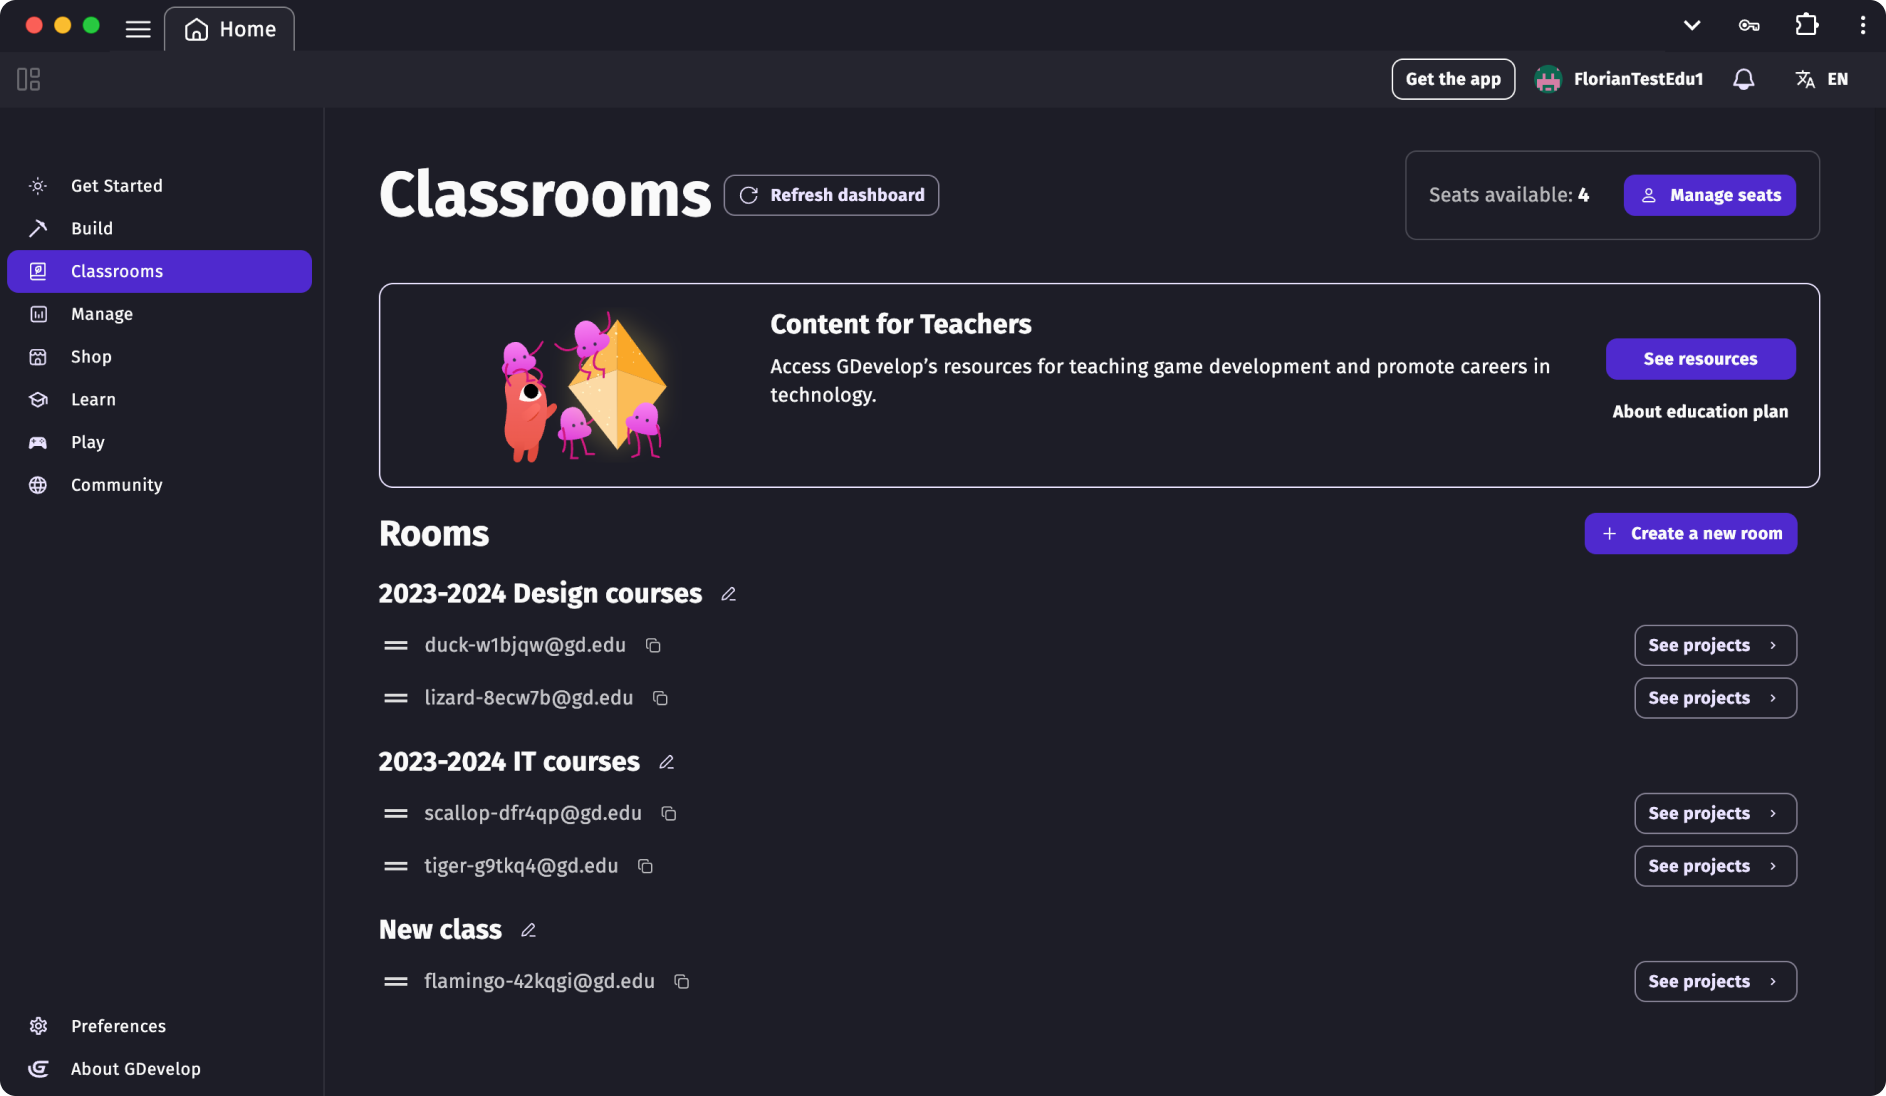 Home
Get the app
FlorianTestEdu1
EN
Get Started
Build
Classrooms
Manage
Shop
Learn
Play
Community
Preferences
About GDevelop
Classrooms
Refresh dashboard
Seats available: 4
Manage seats
Content for Teachers
Access GDevelop’s resources for teaching game development and promote careers in
technology.
See resources
About education plan
Rooms
Create a new room
2023-2024 Design courses
duck-w1bjqw@gd.edu
See projects
lizard-8ecw7b@gd.edu
See projects
2023-2024 IT courses
scallop-dfr4qp@gd.edu
See projects
tiger-g9tkq4@gd.edu
See projects
New class
flamingo-42kqgi@gd.edu
See projects